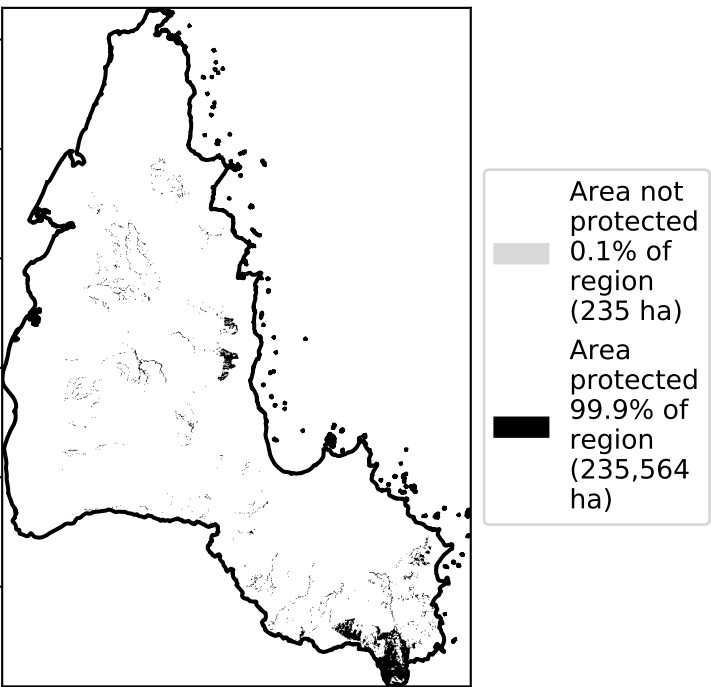 Area not
protected
0.1% of
region
(235 ha)
Area
protected
99.9% of
region
(235,564
ha)